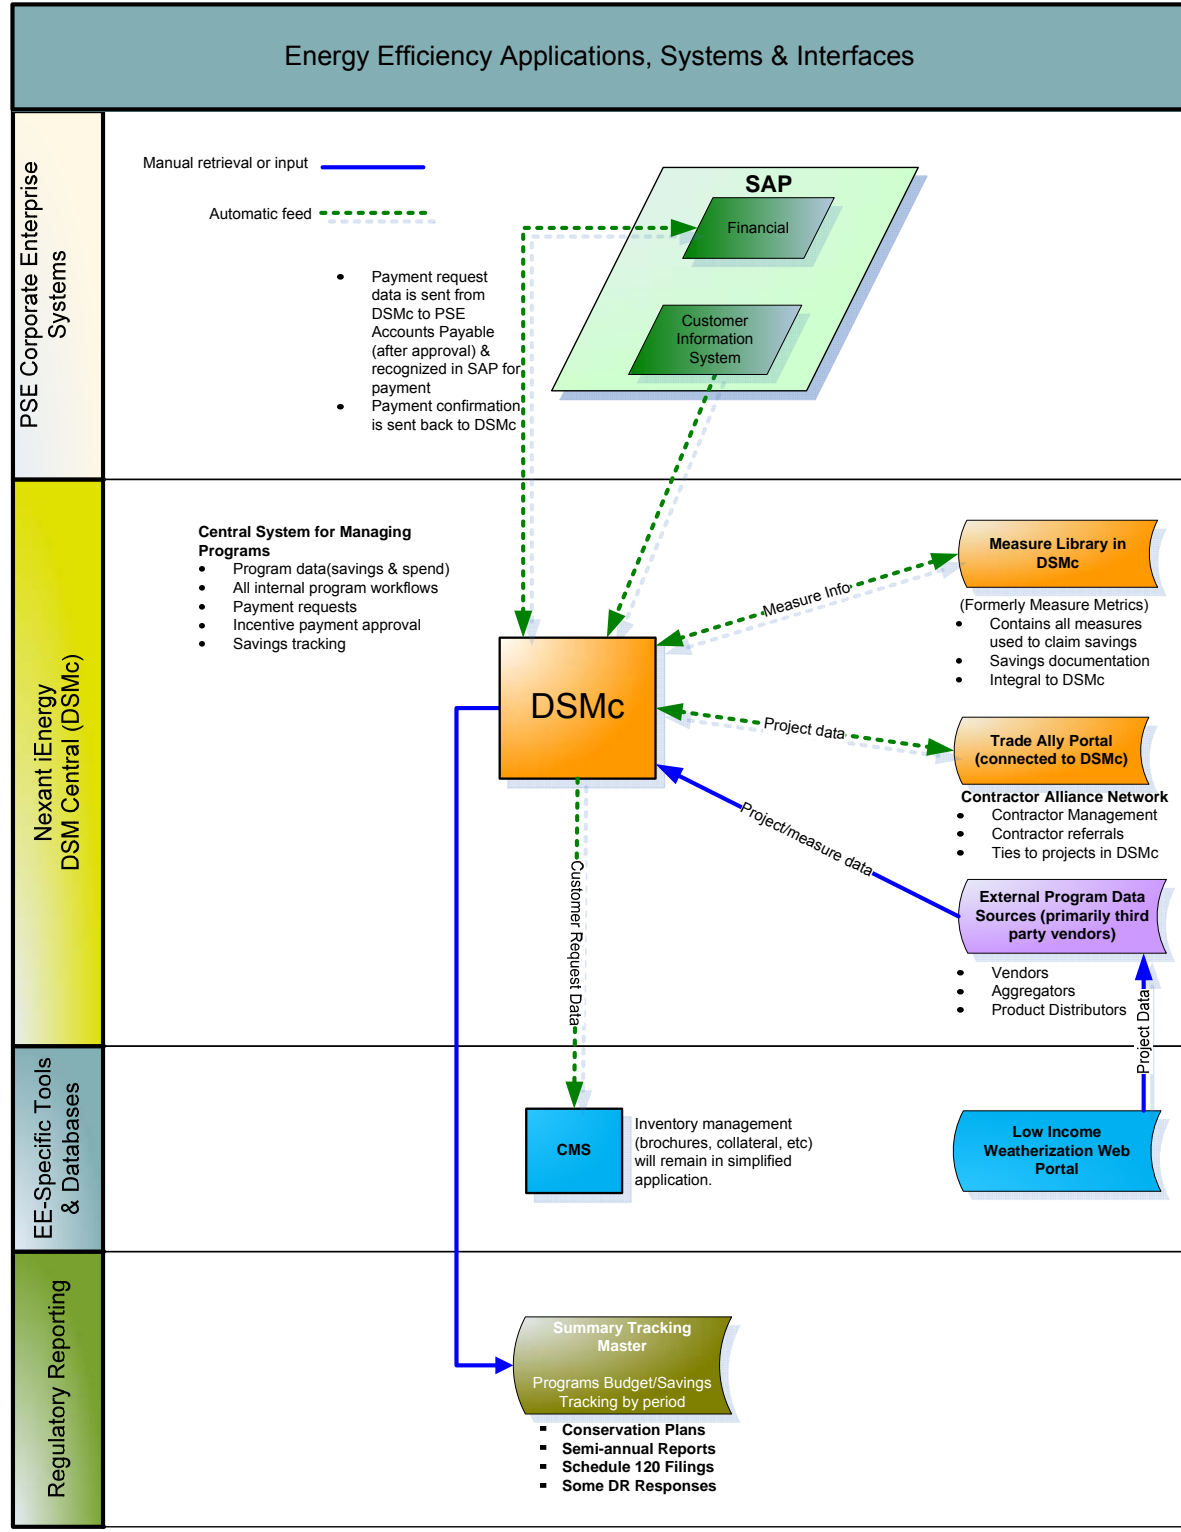 Energy Efficiency Applications, Systems & Interfaces
PSE Corporate Enterprise
Systems
Manual retrieval or input
Automatic feed
SAP
Financial
Customer
Information
System
• Payment request
data is sent from
DSMc to PSE
Accounts Payable
(after approval) &
recognized in SAP for
payment
• Payment confirmation
is sent back to DSMc
Nexant iEnergy
DSM Central (DSMc)
Central System for Managing
Programs
• Program data(savings & spend)
• All internal program workflows
• Payment requests
• Incentive payment approval
• Savings tracking
DSMc
Measure Info
Measure Library in
DSMc
(Formerly Measure Metrics)
• Contains all measures
used to claim savings
• Savings documentation
• Integral to DSMc
Project data
Trade Ally Portal
(connected to DSMc)
Contractor Alliance Network
• Contractor Management
• Contractor referrals
• Ties to projects in DSMc
Project/measure data
External Program Data
Sources (primarily third
party vendors)
• Vendors
• Aggregators
• Product Distributors
Customer Request Data
Project Data
EE-Specific Tools
& Databases
CMS
Inventory management
(brochures, collateral, etc)
will remain in simplified
application.
Low Income
Weatherization Web
Portal
Regulatory Reporting
Summary Tracking
Master
Programs Budget/Savings
Tracking by period
▪ Conservation Plans
▪ Semi-annual Reports
▪ Schedule 120 Filings
▪ Some DR Responses